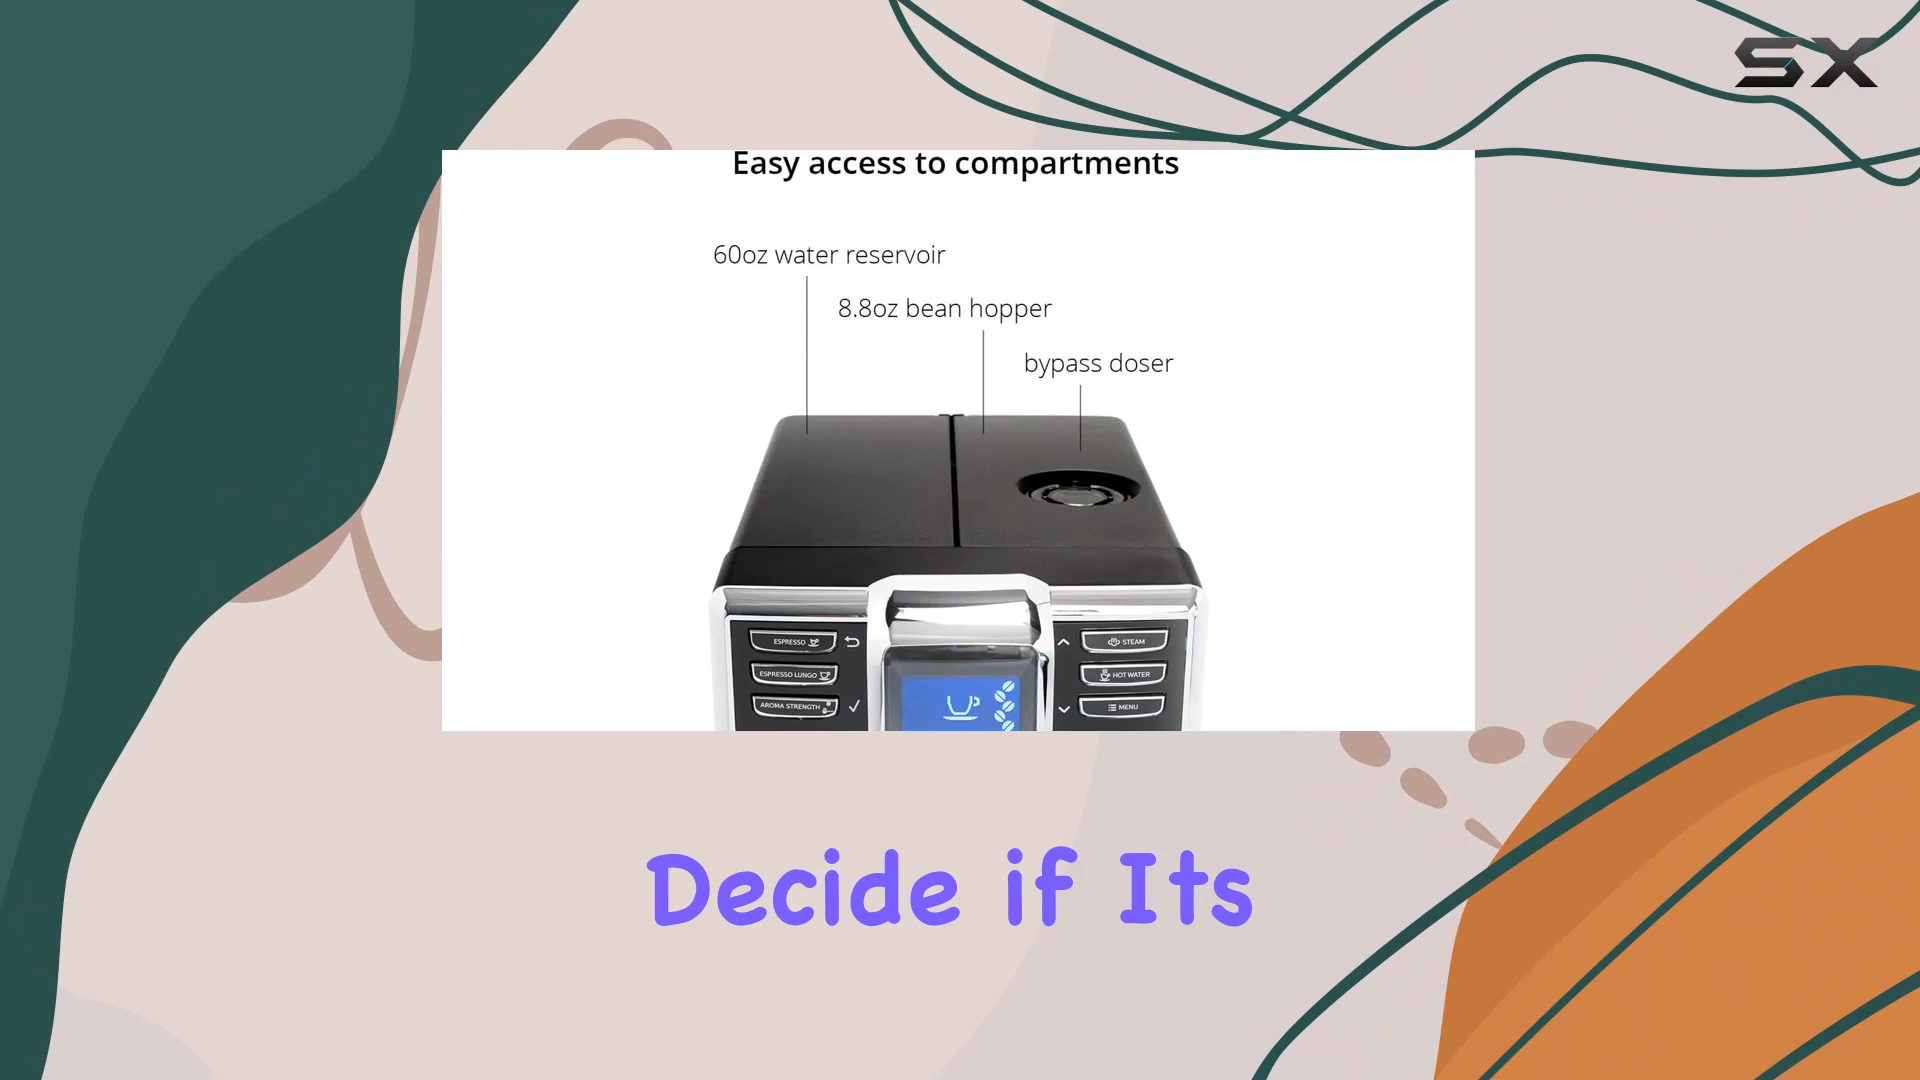 SX
Easy access to compartments
60oz water reservoir
8.8oz bean hopper
bypass doser
ESPRESSO
STEAM
ESPRESSO LUNGO
HOT WATER
AROMA STRENGTH
MENU
Decide if Its